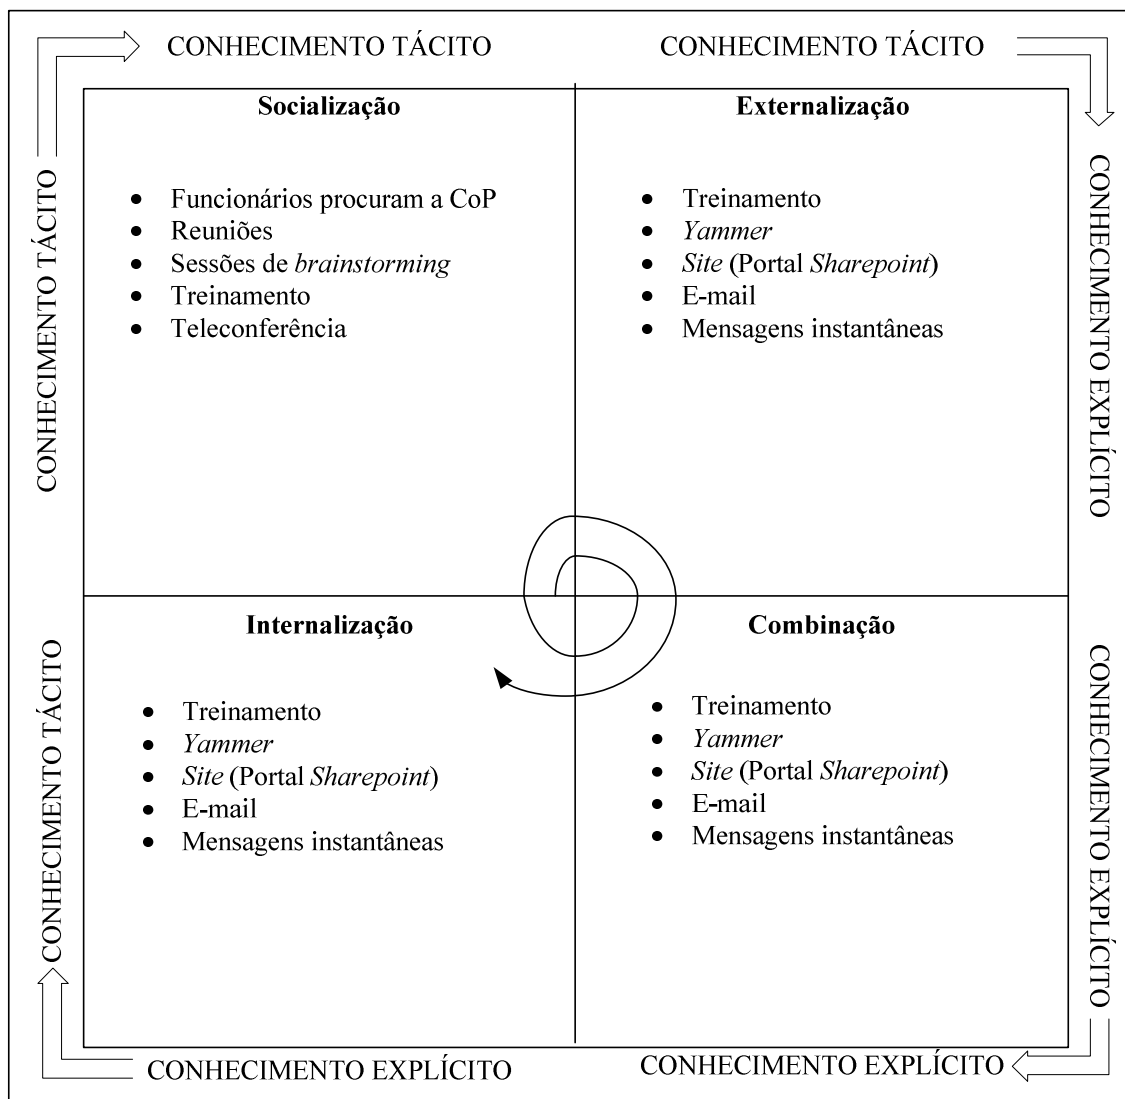 CONHECIMENTO TÁCITO
CONHECIMENTO TÁCITO
CONHECIMENTO TÁCITO
Socialização
Funcionários procuram a CoP
Reuniões
Sessões de brainstorming
Treinamento
Teleconferência
Externalização
Treinamento
Yammer
Site (Portal Sharepoint)
E-mail
Mensagens instantâneas
CONHECIMENTO EXPLÍCITO
CONHECIMENTO TÁCITO
Internalização
Treinamento
Yammer
Site (Portal Sharepoint)
E-mail
Mensagens instantâneas
Combinação
Treinamento
Yammer
Site (Portal Sharepoint)
E-mail
Mensagens instantâneas
CONHECIMENTO EXPLÍCITO
CONHECIMENTO EXPLÍCITO
CONHECIMENTO EXPLÍCITO